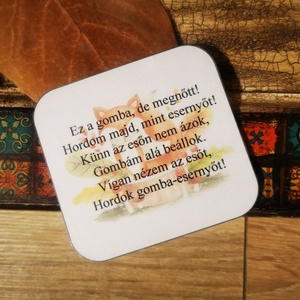 Ez a gomba, de megnőtt!
Hordom majd, mint esernyőt!
Künn az esőn nem ázok,
Gombám alá beállok.
Vígan nézem az esőt,
Hordok gomba-esernyőt!